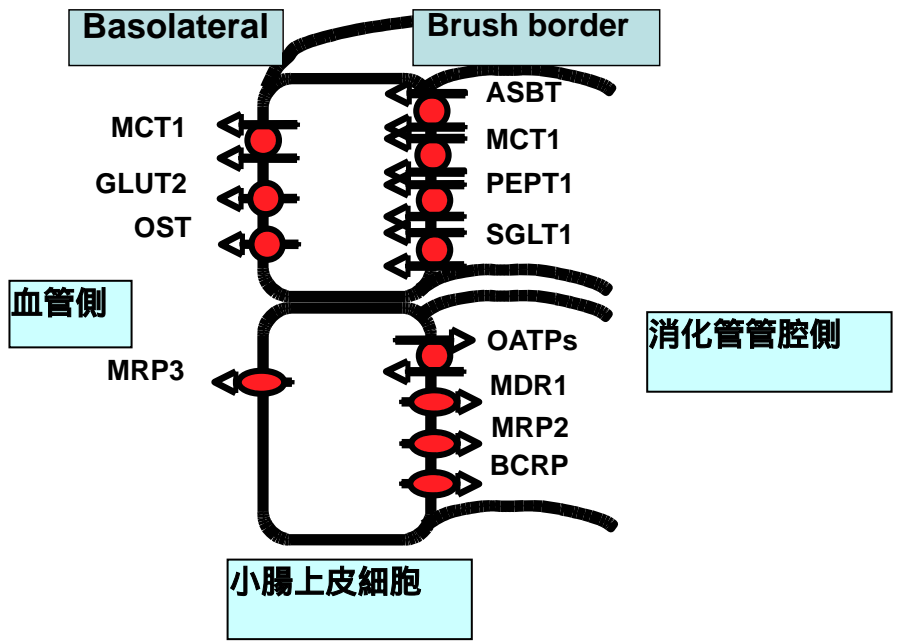 Basolateral
Brush border
ASBT
MCT1
MCT1
PEPT1
GLUT2
OST
SGLT1
血管側
消化管管腔側
OATPs
MRP3
MDR1
MRP2
BCRP
小腸上皮細胞